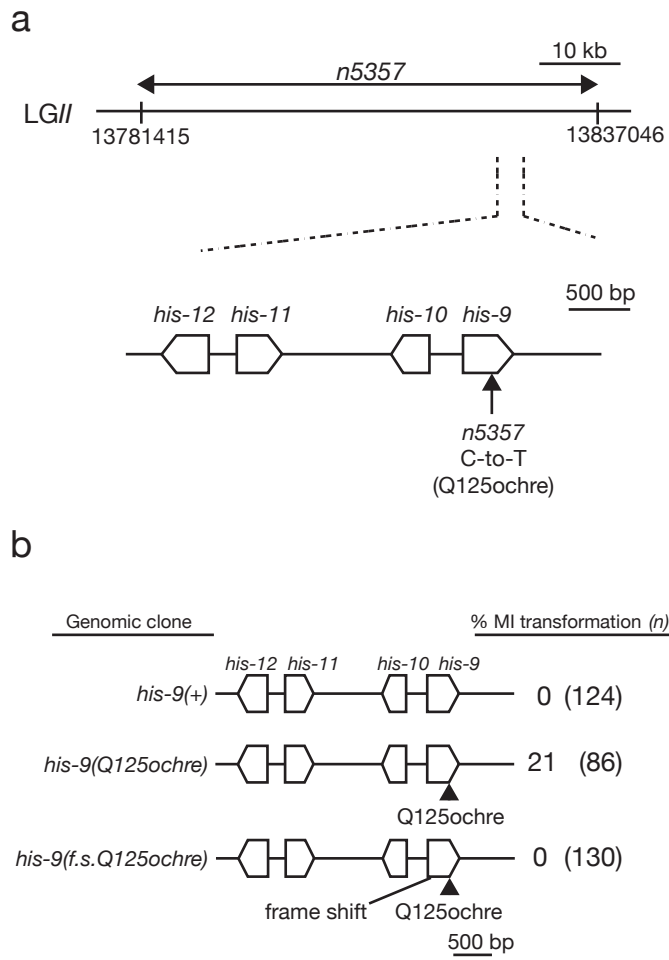 a
10 kb
n5357
LGII
13781415 13837046
500 bp
his-12 his-11 his-10 his-9
n5357
C-to-T
(Q125ochre)
b
Genomic clone % MI transformation (n)
his-12 his-11 his-10 his-9
his-9(+) 0 (124)
his-9(Q125ochre) 21 (86)
Q125ochre
his-9(f.s.Q125ochre) 0 (130)
frame shift Q125ochre
500 bp